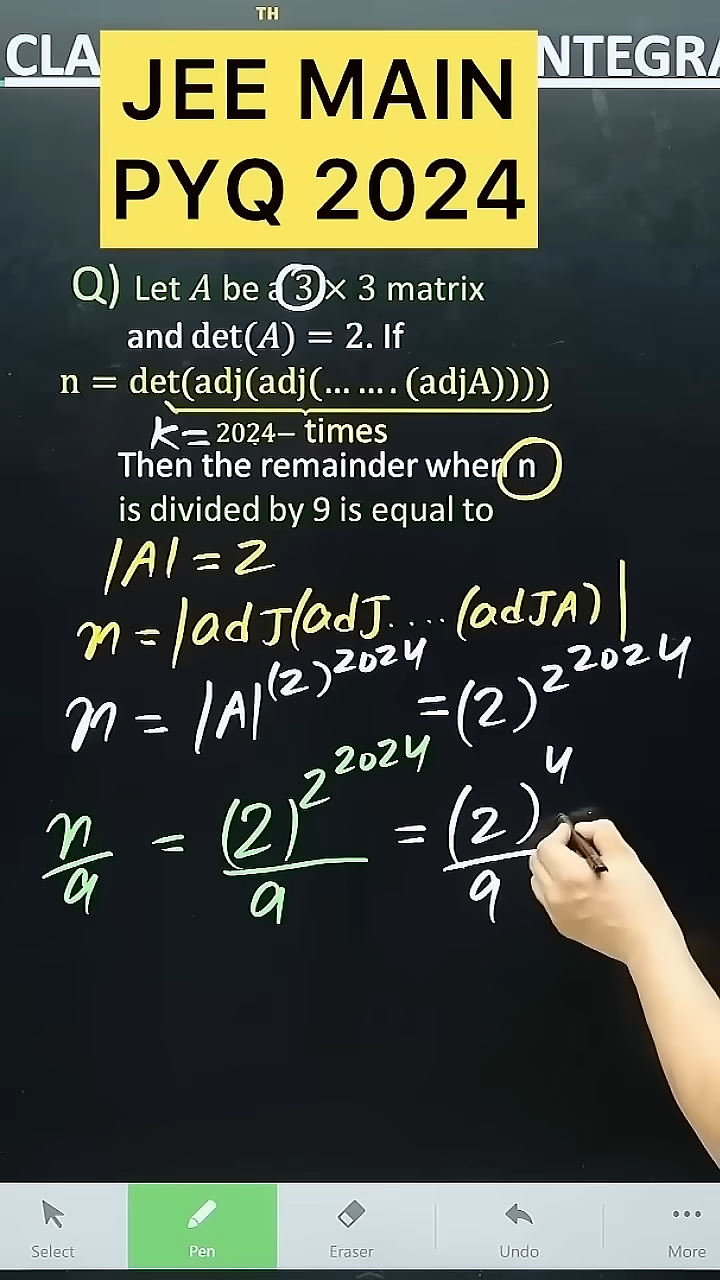 TH
CLA NTEGRA
JEE MAIN
PYQ 2024
Q) Let A be a 3 × 3 matrix
and det(A) = 2. If
n = det(adj(adj(... .... (adjA))))
K = 2024– times
Then the remainder when n
is divided by 9 is equal to
|A| = 2
n = |adJ(adJ.... (adJA)|
n = |A|^(2)^2024 = (2)^2^2024
n/9 = (2)^2^2024/9 = (2)^4/9
Select Pen Eraser Undo More